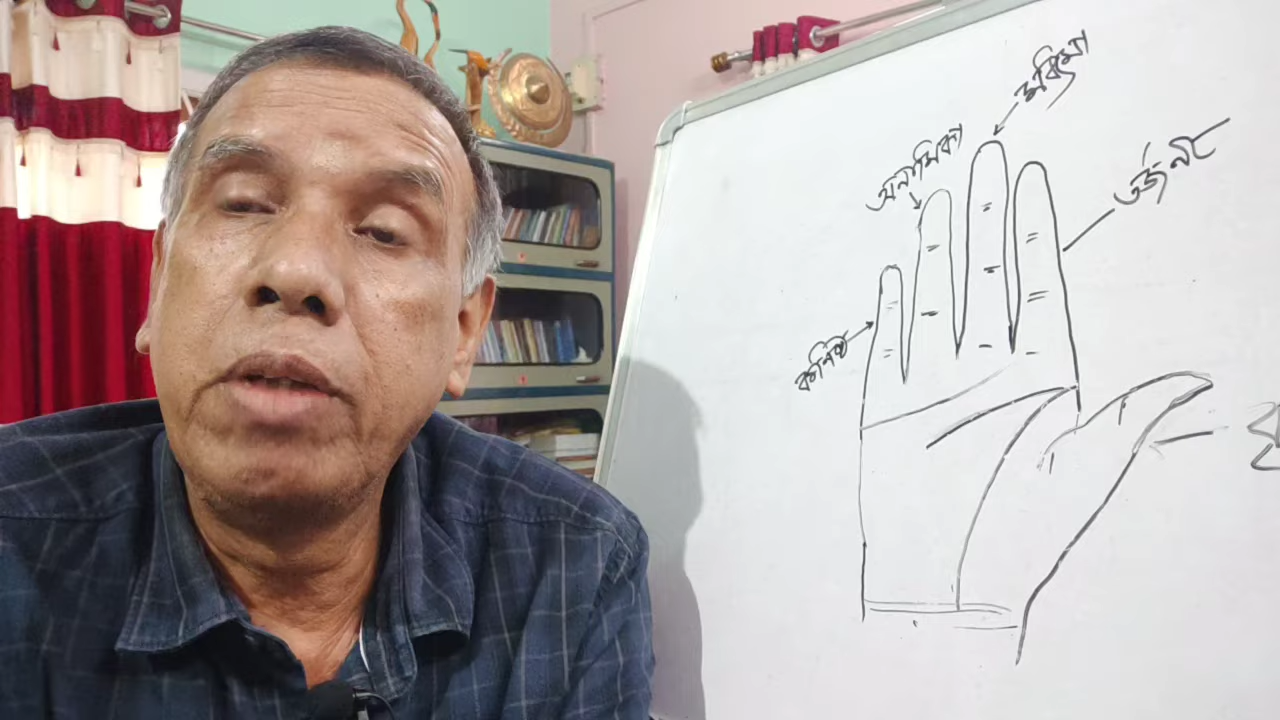 মধ্যমা
অনামিকা
তর্জনী
কনিষ্ঠা